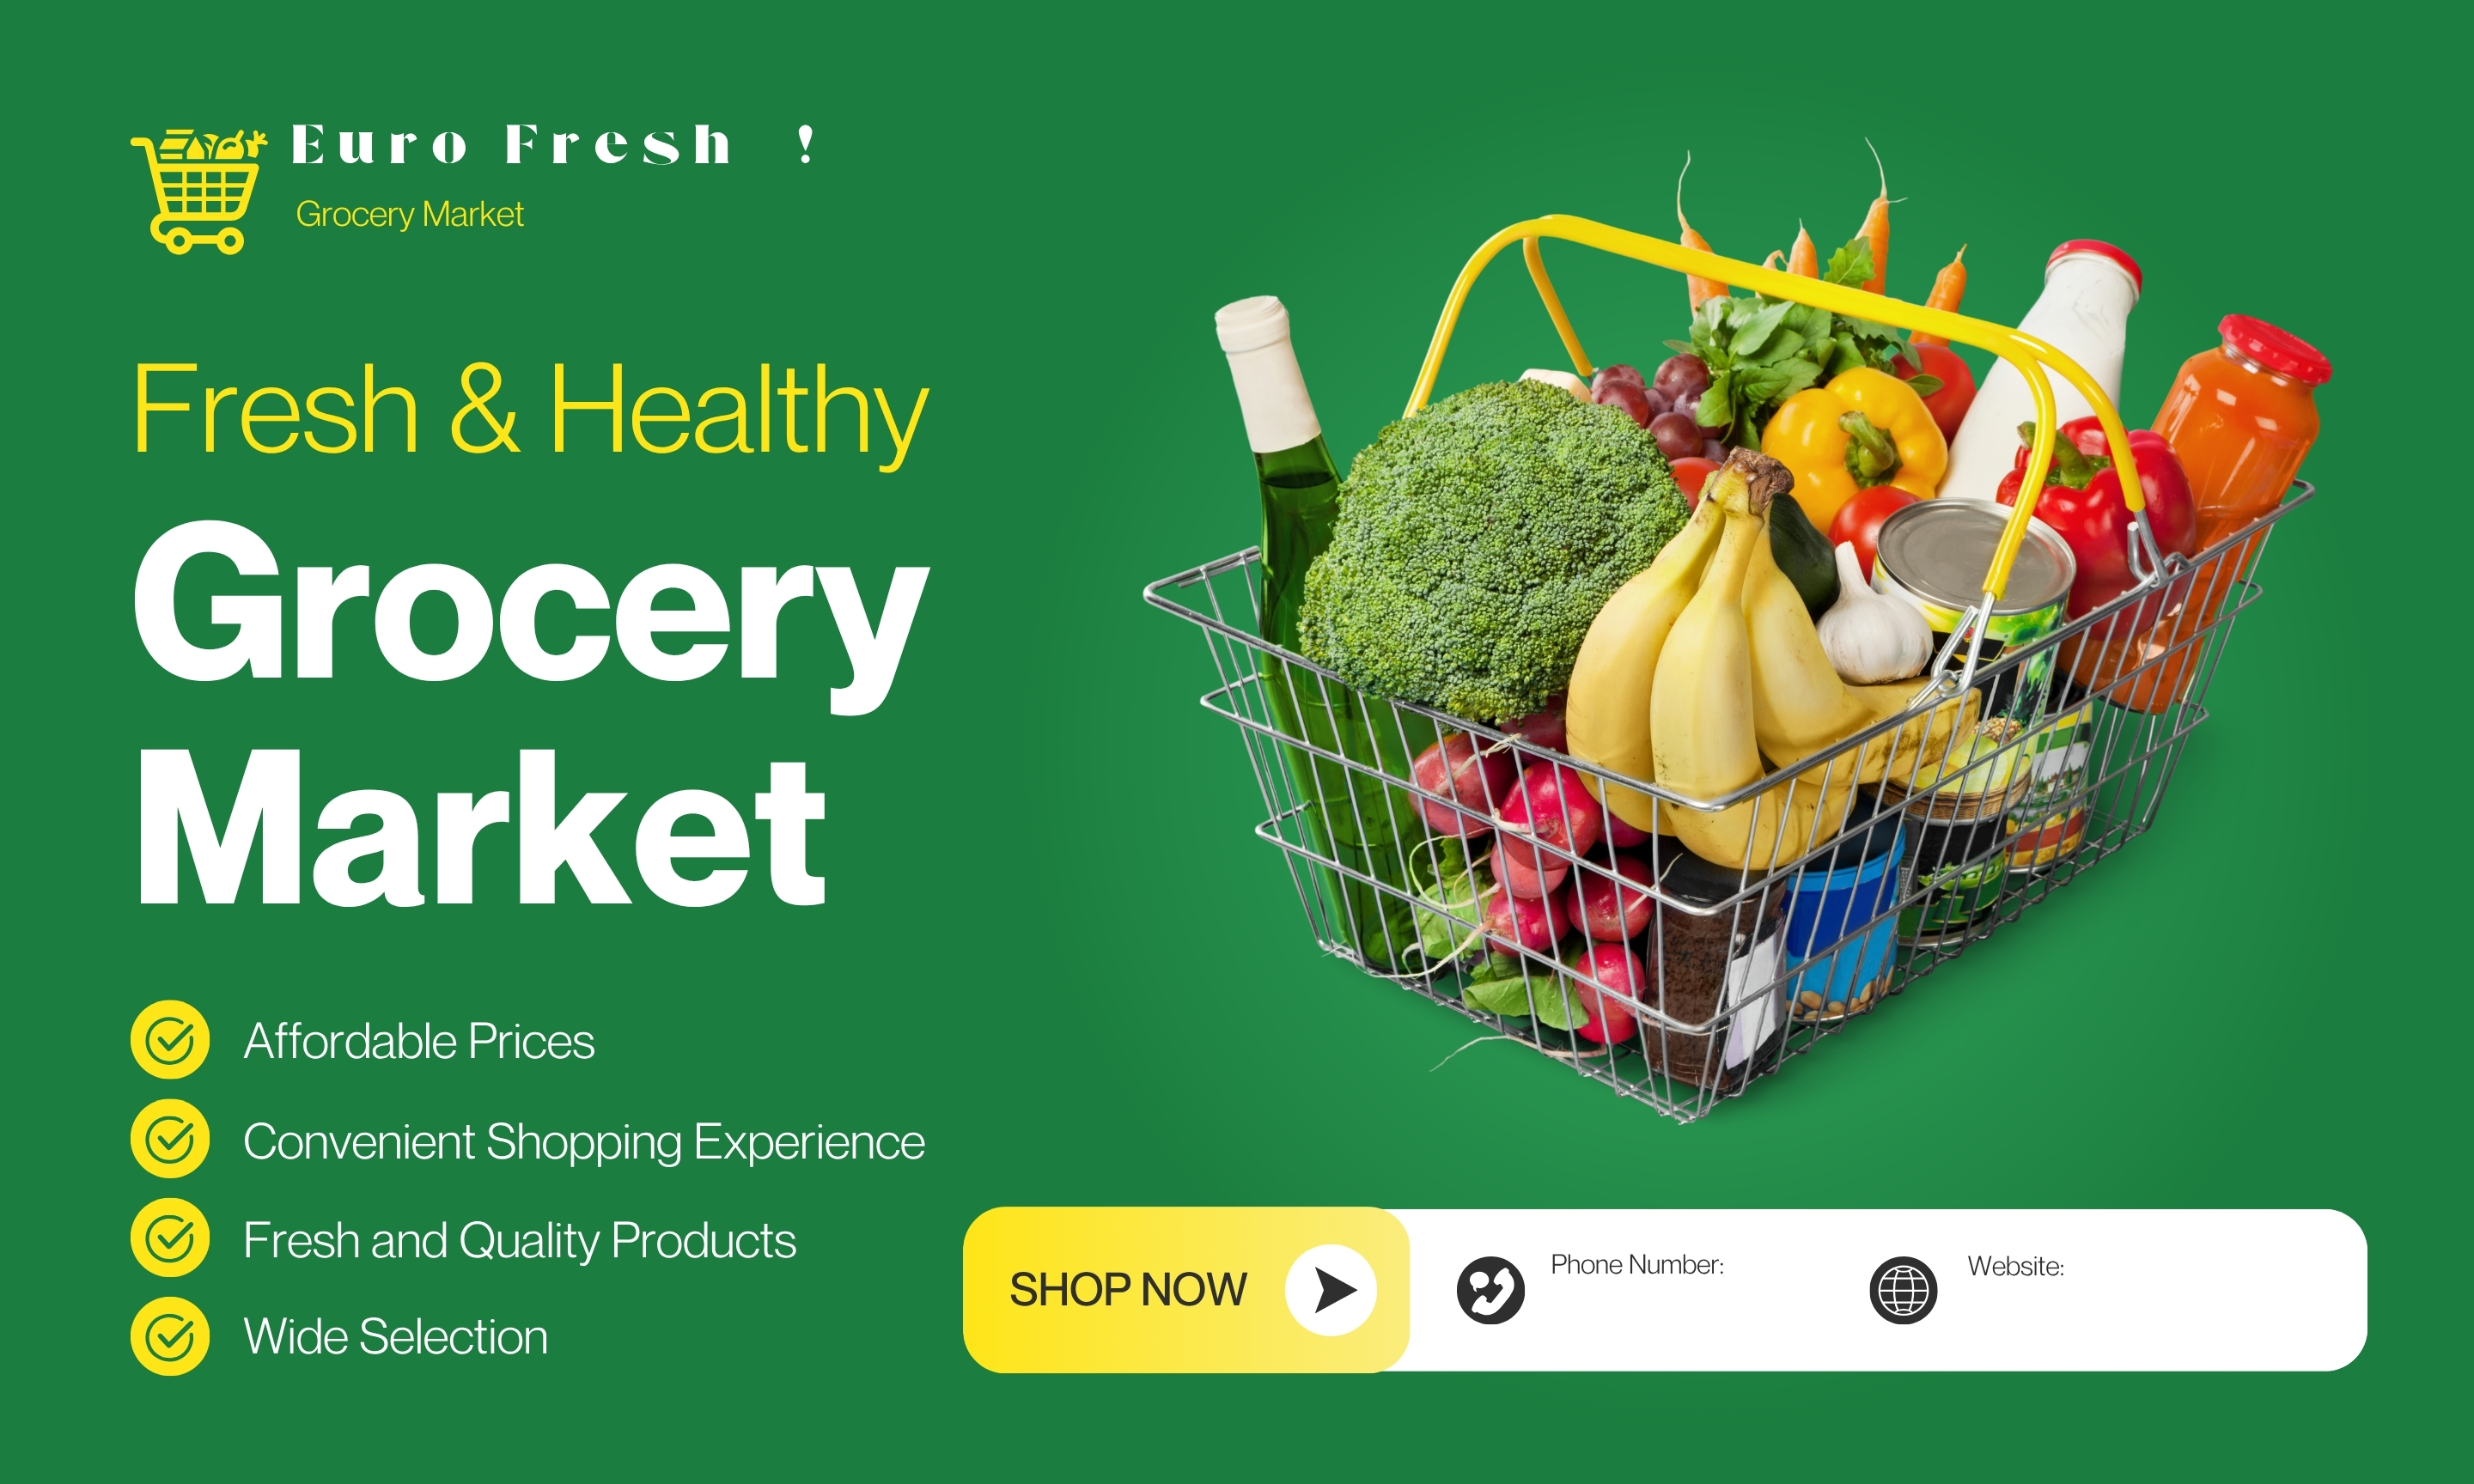 Euro Fresh !
Grocery Market
Fresh & Healthy
Grocery
Market
Affordable Prices
Convenient Shopping Experience
Fresh and Quality Products
Wide Selection
SHOP NOW
Phone Number:
Website: